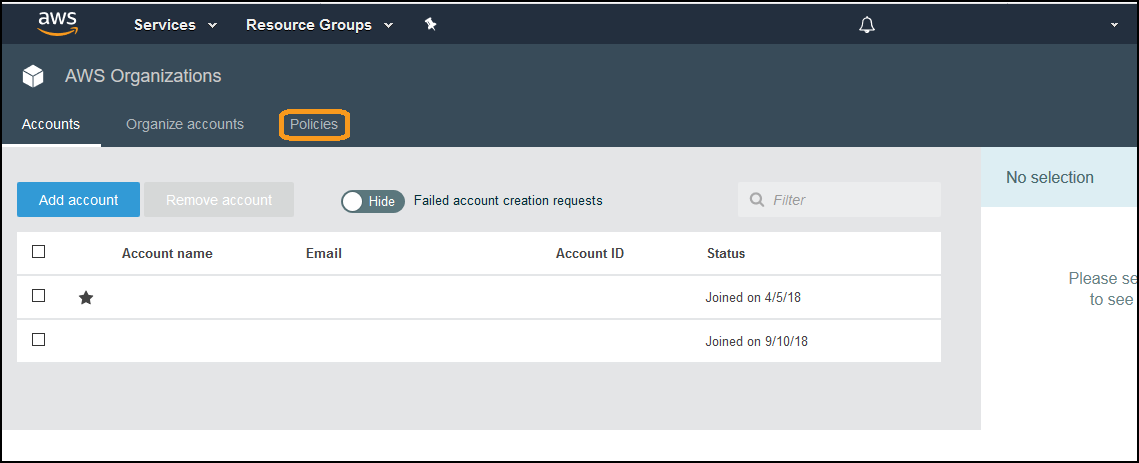 aws Services Resource Groups
AWS Organizations
Accounts Organize accounts Policies
No selection
Add account Remove account Hide Failed account creation requests Filter
Account name Email Account ID Status
Please se
Joined on 4/5/18
to see
Joined on 9/10/18